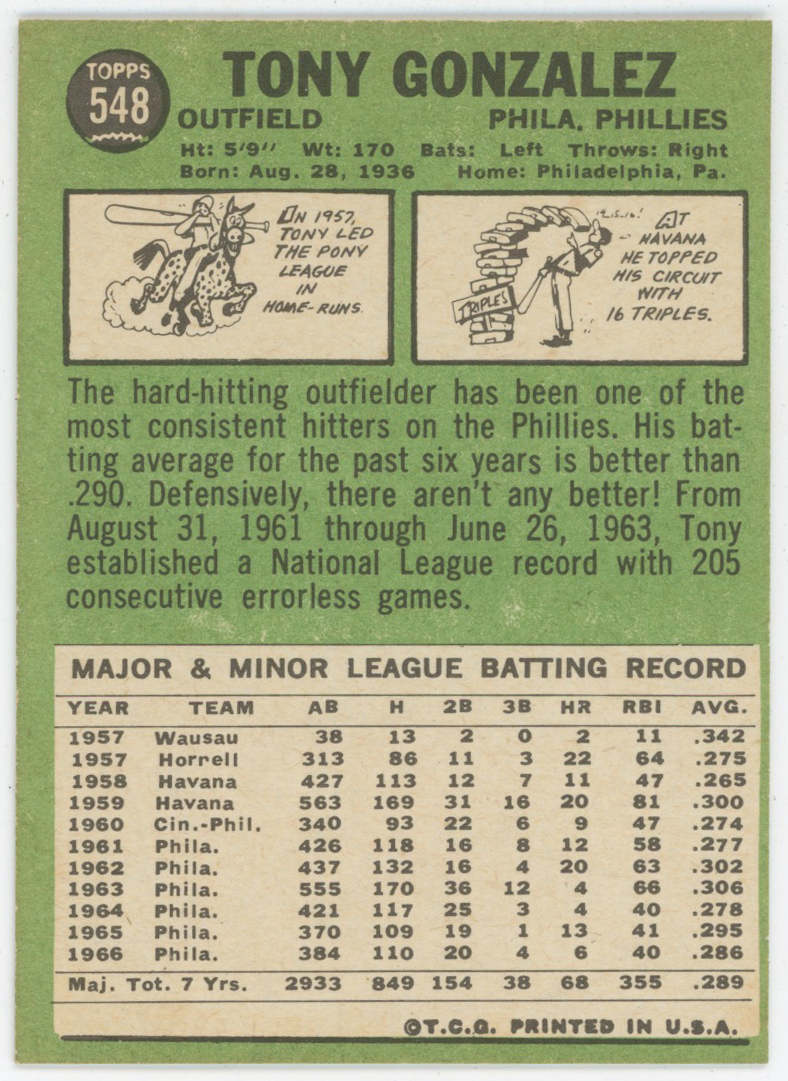 TOPPS
548
TONY GONZALEZ
OUTFIELD PHILA. PHILLIES
Ht: 5'9" Wt: 170 Bats: Left Throws: Right
Born: Aug. 28, 1936 Home: Philadelphia, Pa.
IN 1957,
TONY LED
THE PONY
LEAGUE
IN
HOME-RUNS.
TRIPLES
AT
HAVANA
HE TOPPED
HIS CIRCUIT
WITH
16 TRIPLES.
The hard-hitting outfielder has been one of the
most consistent hitters on the Phillies. His bat-
ting average for the past six years is better than
.290. Defensively, there aren't any better! From
August 31, 1961 through June 26, 1963, Tony
established a National League record with 205
consecutive errorless games.
MAJOR & MINOR LEAGUE BATTING RECORD
YEAR TEAM AB H 2B 3B HR RBI AVG.
1957 Wausau 38 13 2 0 2 11 .342
1957 Horrell 313 86 11 3 22 64 .275
1958 Havana 427 113 12 7 11 47 .265
1959 Havana 563 169 31 16 20 81 .300
1960 Cin.-Phil. 340 93 22 6 9 47 .274
1961 Phila. 426 118 16 8 12 58 .277
1962 Phila. 437 132 16 4 20 63 .302
1963 Phila. 555 170 36 12 4 66 .306
1964 Phila. 421 117 25 3 4 40 .278
1965 Phila. 370 109 19 1 13 41 .295
1966 Phila. 384 110 20 4 6 40 .286
Maj. Tot. 7 Yrs. 2933 849 154 38 68 355 .289
©T.C.G. PRINTED IN U.S.A.